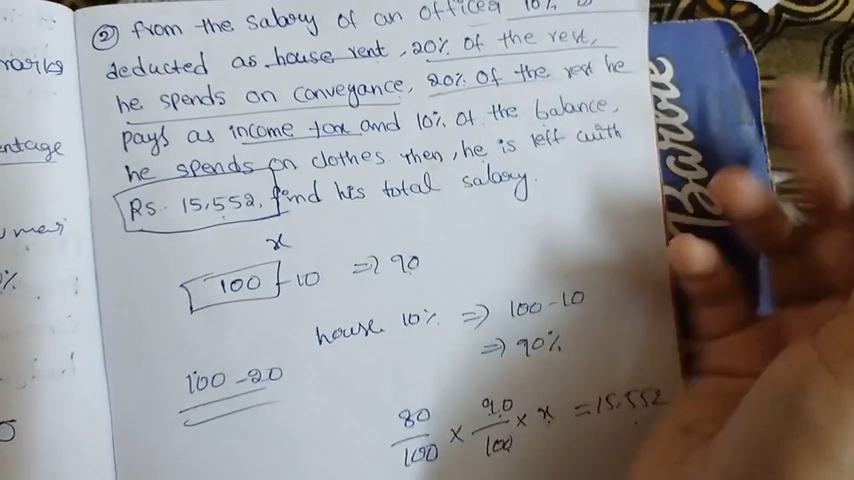 ② from the salary of an officer 10% is
deducted as house rent, 20% of the rest,
he spends on conveyance, 20% of the rest he
pays as income tax and 10% of the balance,
he spends on clothes. then, he is left with
Rs. 15,552, find his total salary.
x
100 - 10 => 90
house 10% => 100-10
=> 90%
100 - 20
80/100 × 90/100 × x = 15,552
marks
entage
%
Barove